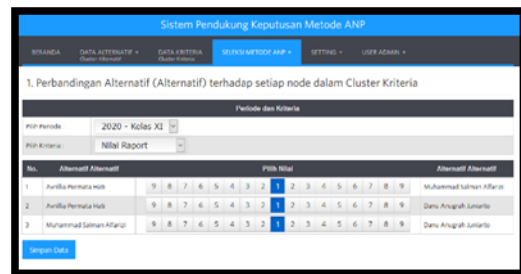 Sistem Pendukung Keputusan Metode ANP
BERANDA DATA ALTERNATIF DATA KRITERIA SELEKSI METODE ANP SETTING USER ADMIN
Cluster Alternatif Cluster Kriteria
1. Perbandingan Alternatif (Alternatif) terhadap setiap node dalam Cluster Kriteria
Periode dan Kriteria
Pilih Periode 2020 - Kelas XI
Pilih Kriteria : Nilai Raport
No. Alternatif Alternatif Pilih Nilai Alternatif Alternatif
1 Avrillia Permata Hati 9 8 7 6 5 4 3 2 1 2 3 4 5 6 7 8 9 Muhammad Salman Alfarizi
2 Avrillia Permata Hati 9 8 7 6 5 4 3 2 1 2 3 4 5 6 7 8 9 Danu Anugrah Juniarto
3 Muhammad Salman Alfarizi 9 8 7 6 5 4 3 2 1 2 3 4 5 6 7 8 9 Danu Anugrah Juniarto
Simpan Data